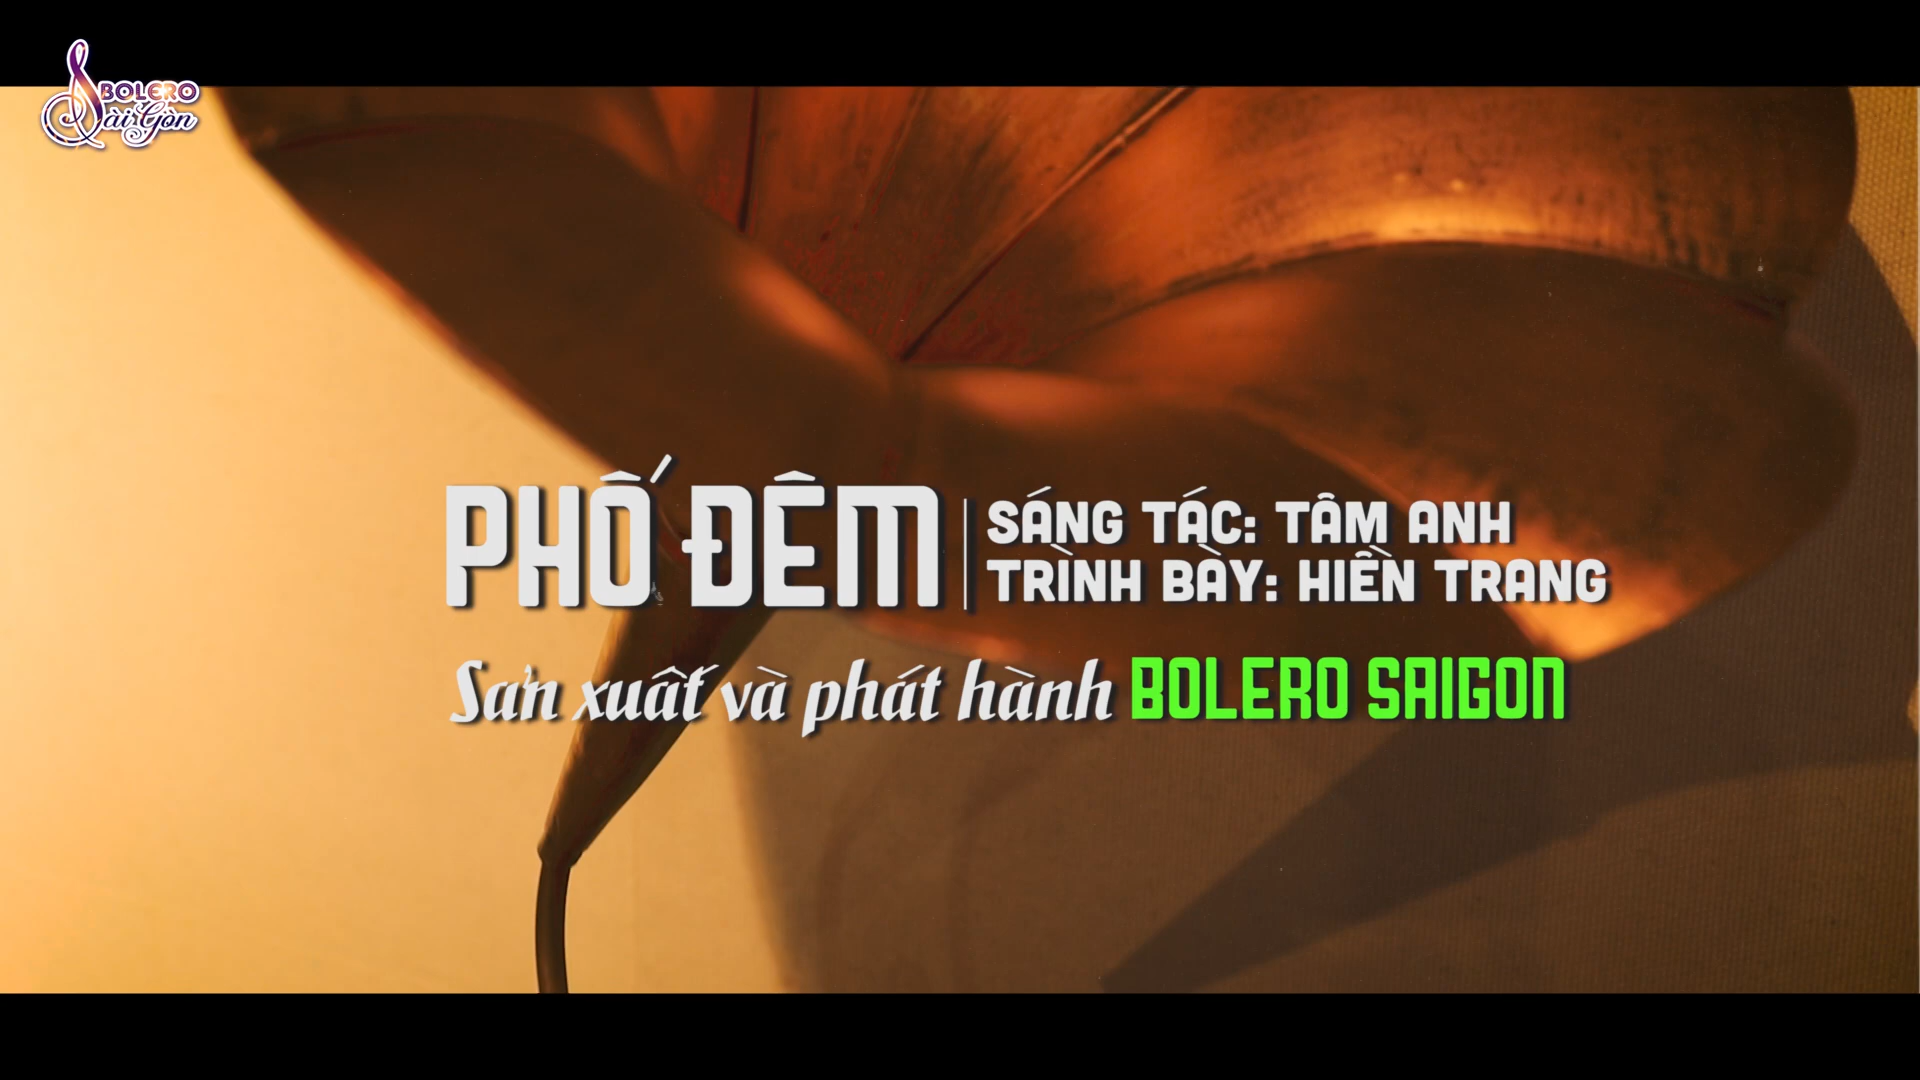 BOLERO
Sài Gòn
PHỐ ĐÊM
SÁNG TÁC: TÂM ANH
TRÌNH BÀY: HIỀN TRANG
Sản xuất và phát hành BOLERO SAIGON